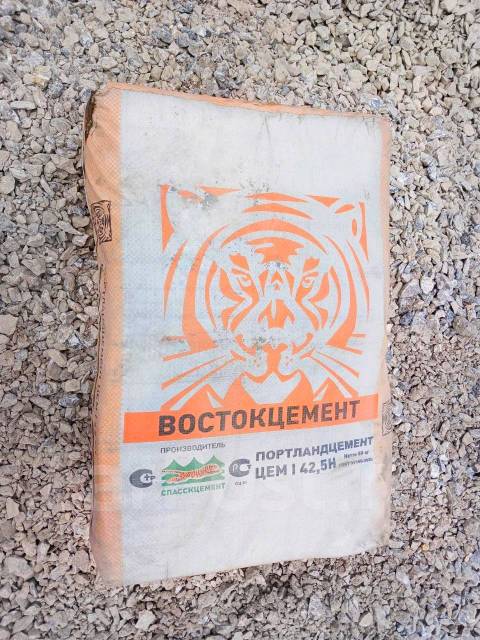 ВОСТОКЦЕМЕНТ
ПРОИЗВОДИТЕЛЬ
СПАССКЦЕМЕНТ
ПОРТЛАНДЦЕМЕНТ
ЦЕМ I 42,5Н